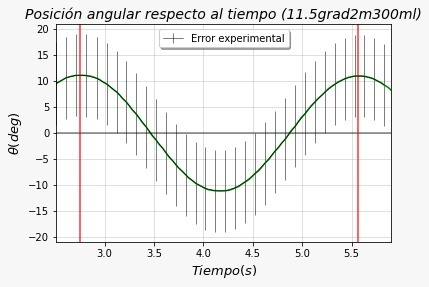 Posición angular respecto al tiempo (11.5grad2m300ml)
Error experimental
θ(deg)
20
15
10
5
0
−5
−10
−15
−20
3.0 3.5 4.0 4.5 5.0 5.5
Tiempo(s)